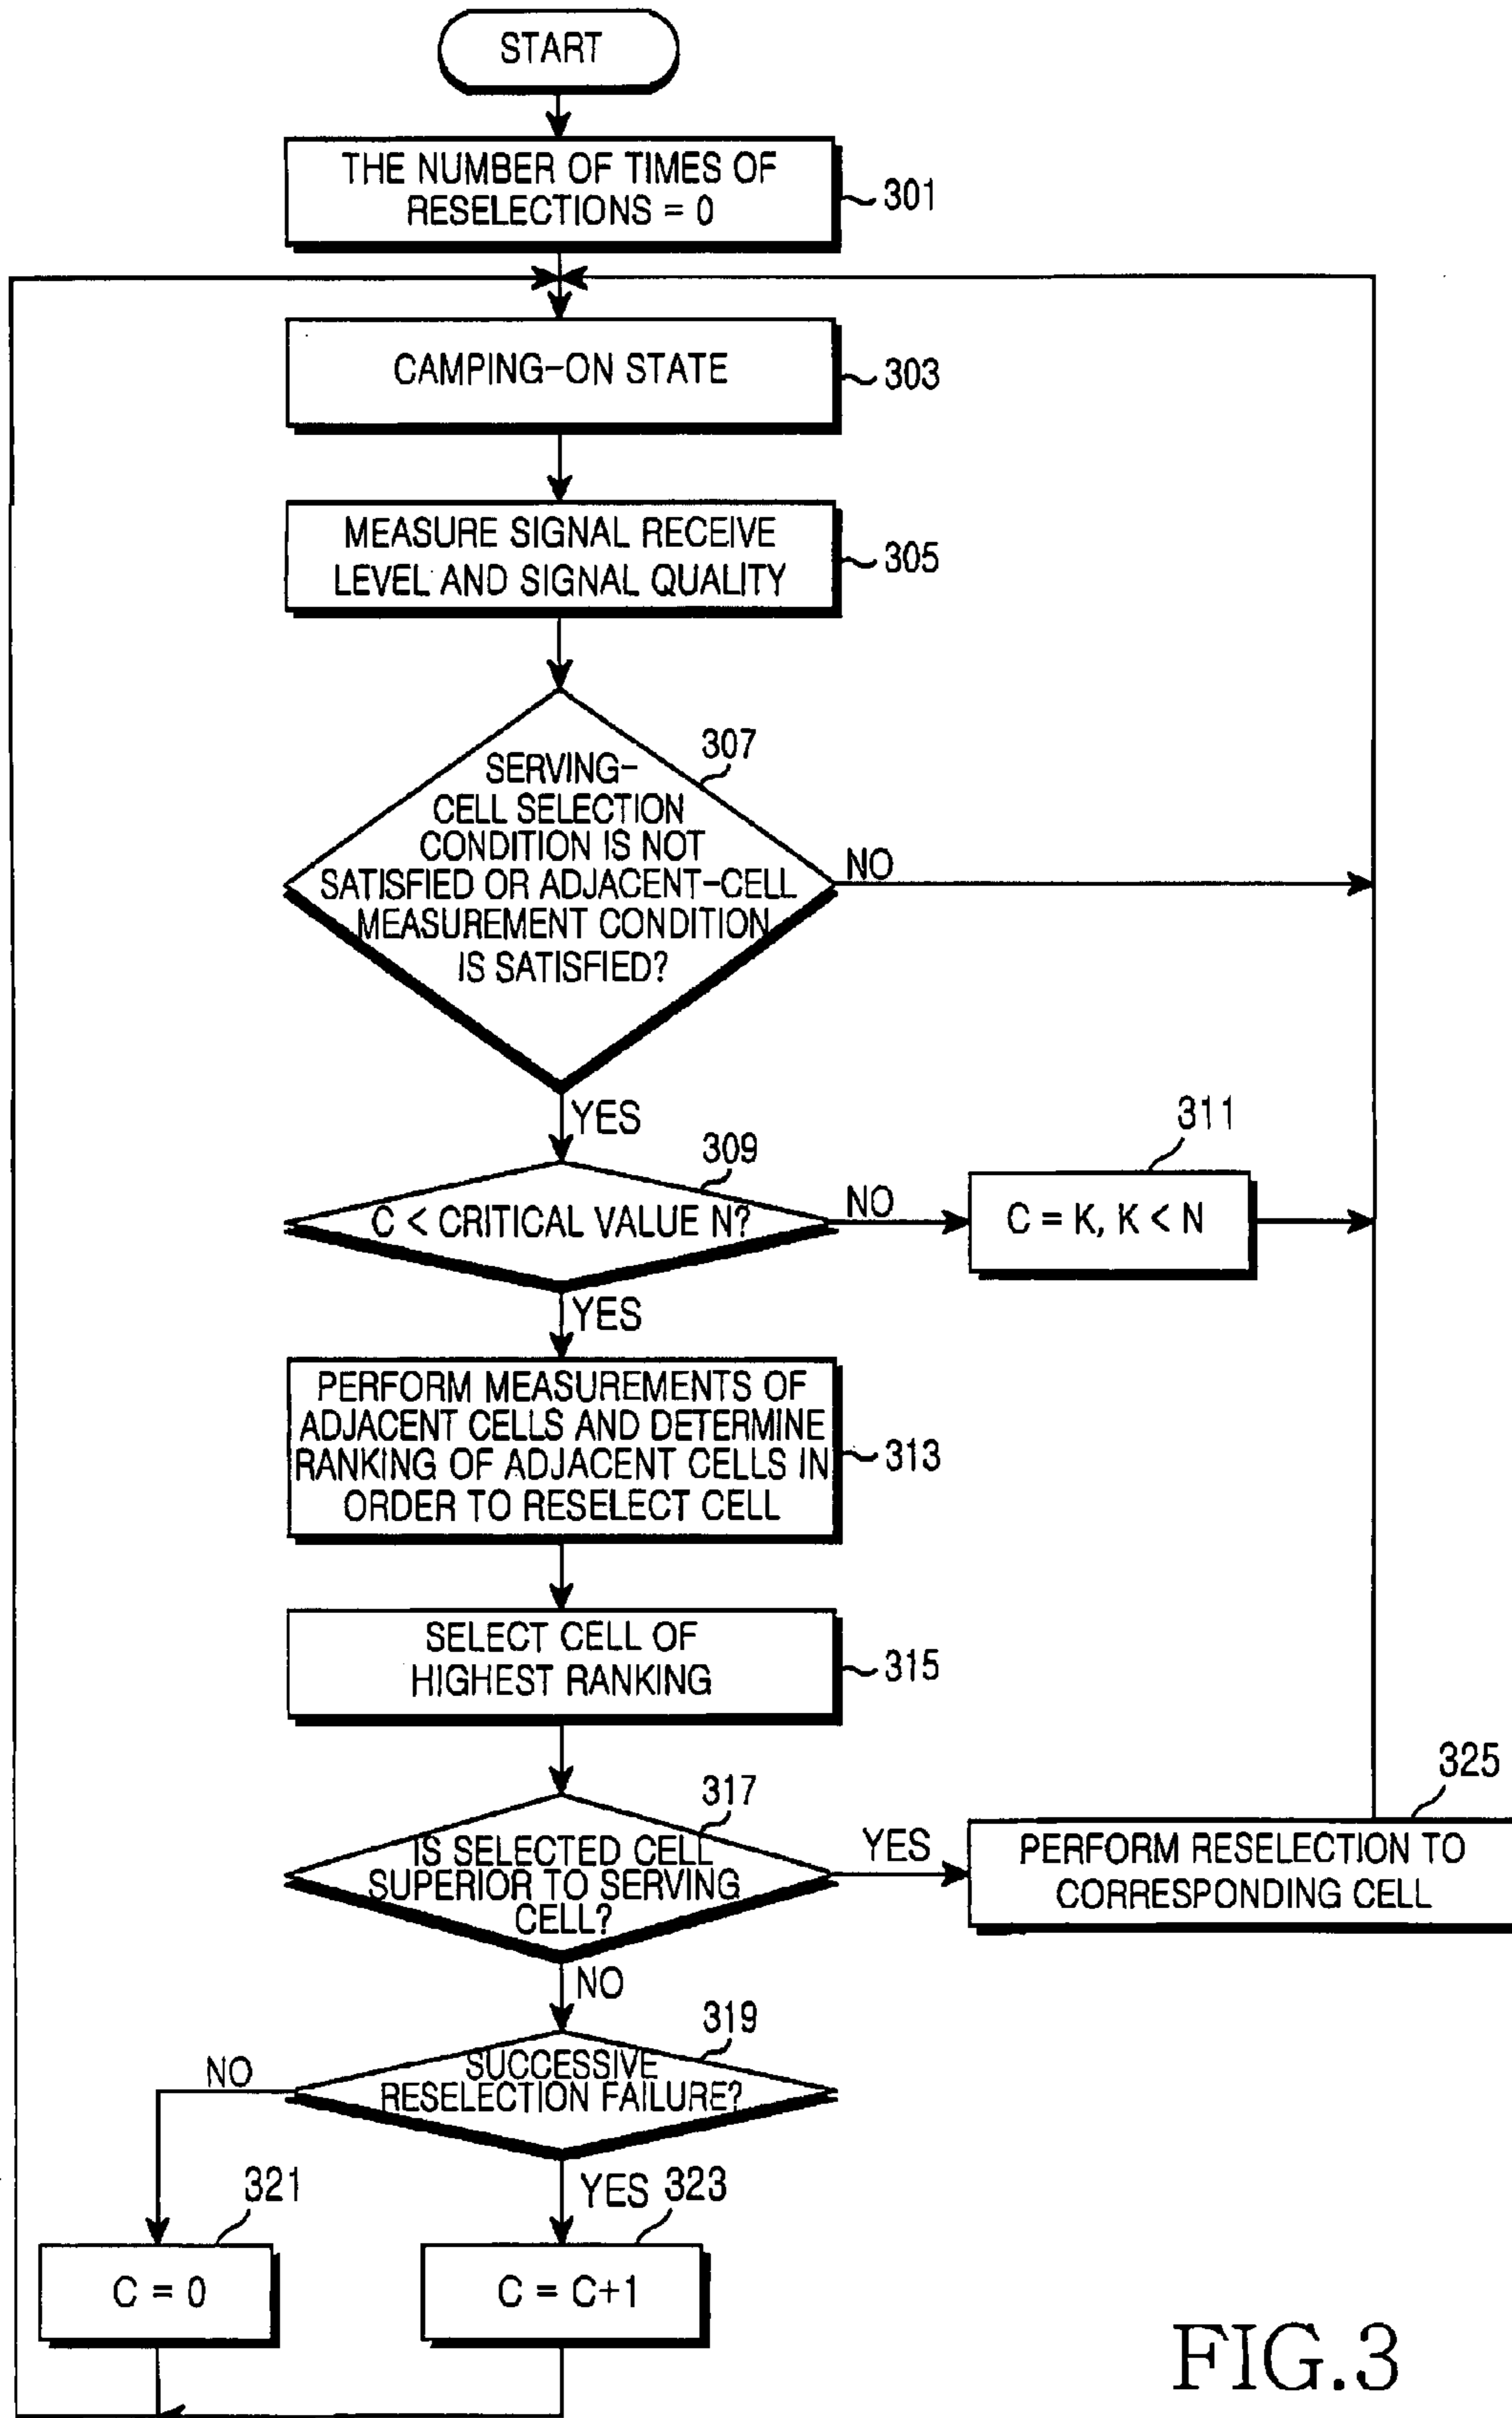 START
THE NUMBER OF TIMES OF
RESELECTIONS = 0
301
CAMPING-ON STATE
303
MEASURE SIGNAL RECEIVE
LEVEL AND SIGNAL QUALITY
305
307
SERVING-
CELL SELECTION
CONDITION IS NOT
SATISFIED OR ADJACENT-CELL
MEASUREMENT CONDITION
IS SATISFIED?
NO
YES
309
C < CRITICAL VALUE N?
NO
311
C = K, K < N
YES
PERFORM MEASUREMENTS OF
ADJACENT CELLS AND DETERMINE
RANKING OF ADJACENT CELLS IN
ORDER TO RESELECT CELL
313
SELECT CELL OF
HIGHEST RANKING
315
317
IS SELECTED CELL
SUPERIOR TO SERVING
CELL?
YES
325
PERFORM RESELECTION TO
CORRESPONDING CELL
NO
319
SUCCESSIVE
RESELECTION FAILURE?
NO
321
C = 0
YES
323
C = C+1
FIG.3